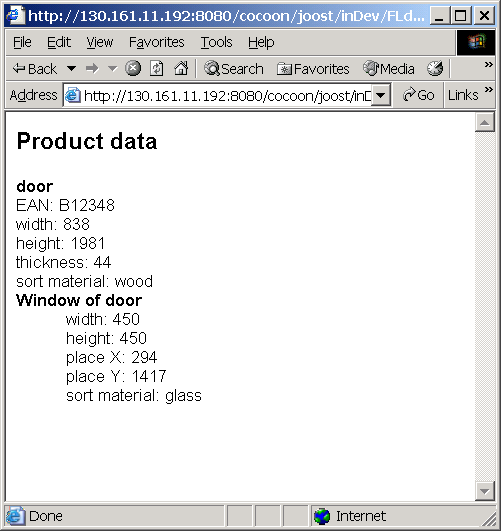 http://130.161.11.192:8080/cocoon/joost/inDev/FLd...
File Edit View Favorites Tools Help
Back Search Favorites Media »
Address http://130.161.11.192:8080/cocoon/joost/inD Go Links »
Product data
door
EAN: B12348
width: 838
height: 1981
thickness: 44
sort material: wood
Window of door
width: 450
height: 450
place X: 294
place Y: 1417
sort material: glass
Done Internet